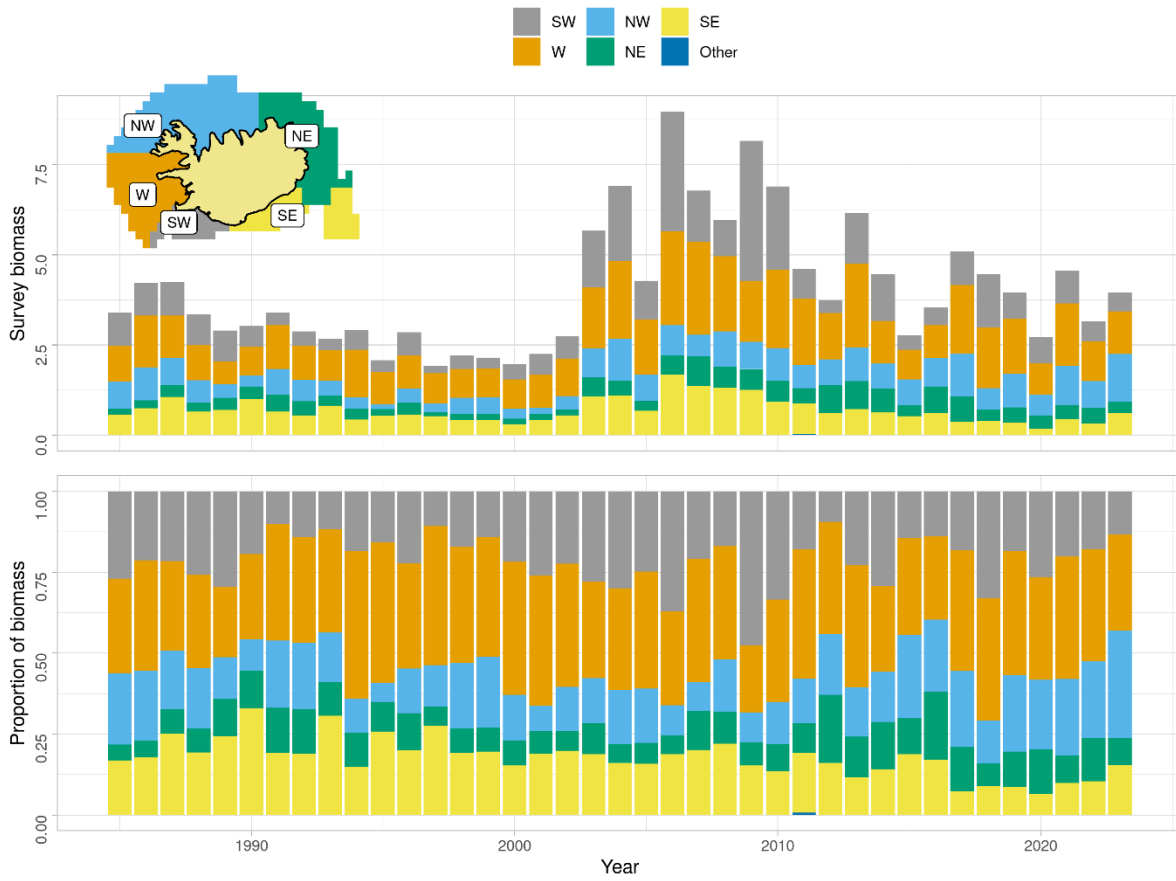 SW NW SE
W NE Other
NW
NE
W
SW
SE
Survey biomass
7.5
5.0
2.5
0.0
Proportion of biomass
1.00
0.75
0.50
0.25
0.00
1990 2000 2010 2020
Year